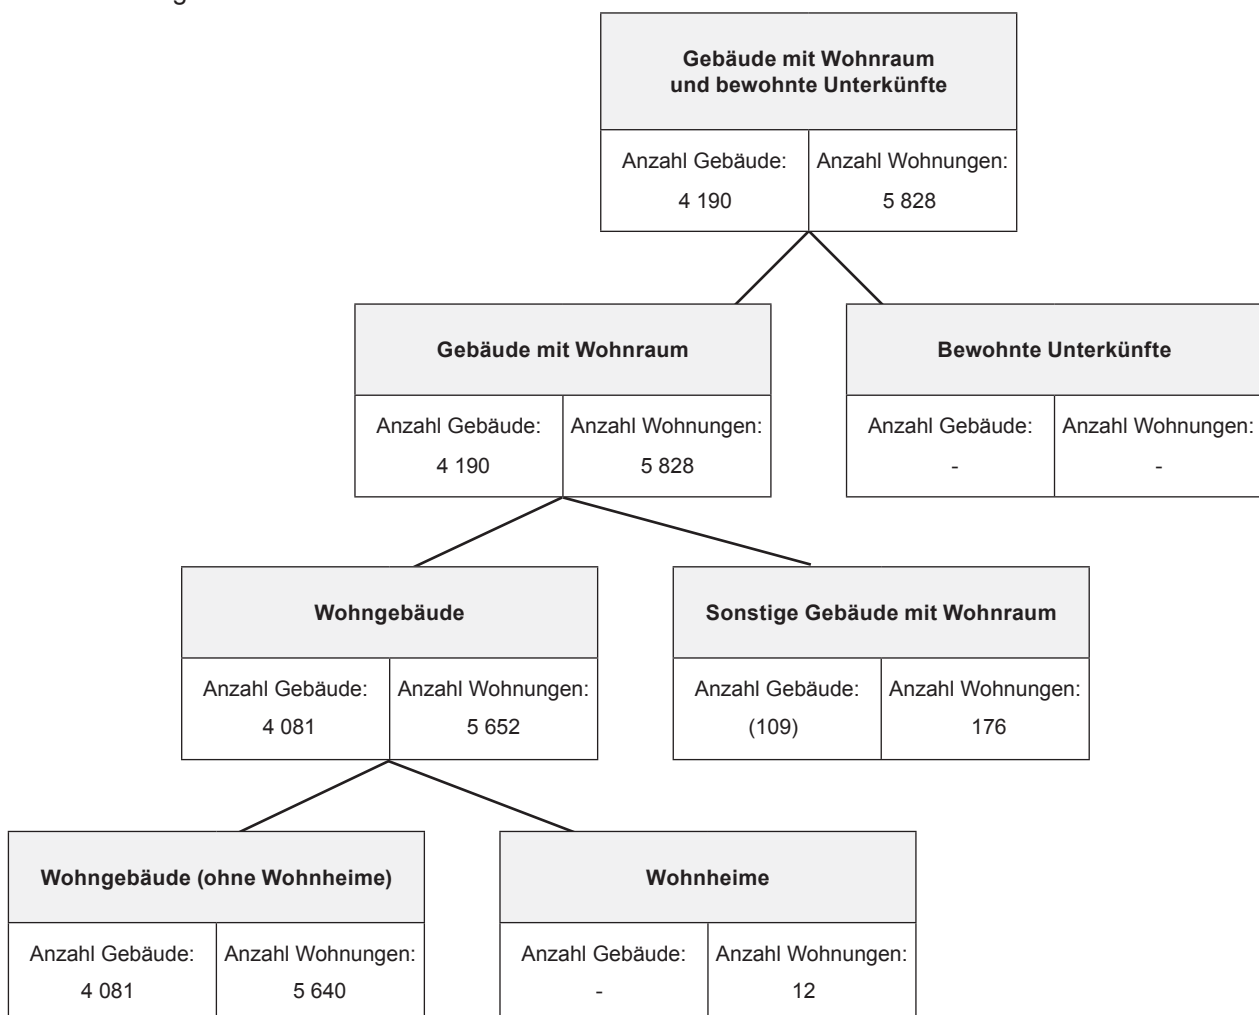 Gebäude mit Wohnraum
und bewohnte Unterkünfte
Anzahl Gebäude: Anzahl Wohnungen:
4 190 5 828
Gebäude mit Wohnraum
Anzahl Gebäude: Anzahl Wohnungen:
4 190 5 828
Bewohnte Unterkünfte
Anzahl Gebäude: Anzahl Wohnungen:
- -
Wohngebäude
Anzahl Gebäude: Anzahl Wohnungen:
4 081 5 652
Sonstige Gebäude mit Wohnraum
Anzahl Gebäude: Anzahl Wohnungen:
(109) 176
Wohngebäude (ohne Wohnheime)
Anzahl Gebäude: Anzahl Wohnungen:
4 081 5 640
Wohnheime
Anzahl Gebäude: Anzahl Wohnungen:
- 12